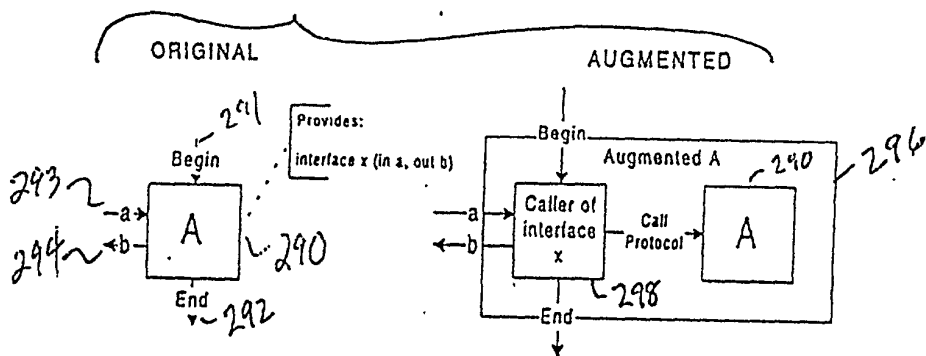 ORIGINAL
AUGMENTED
291
Provides:
interface x (in a, out b)
Begin
293
a
A
b
294
290
End
292
Begin
Augmented A
290
296
a
Caller of
interface
x
b
Call
Protocol
A
298
End